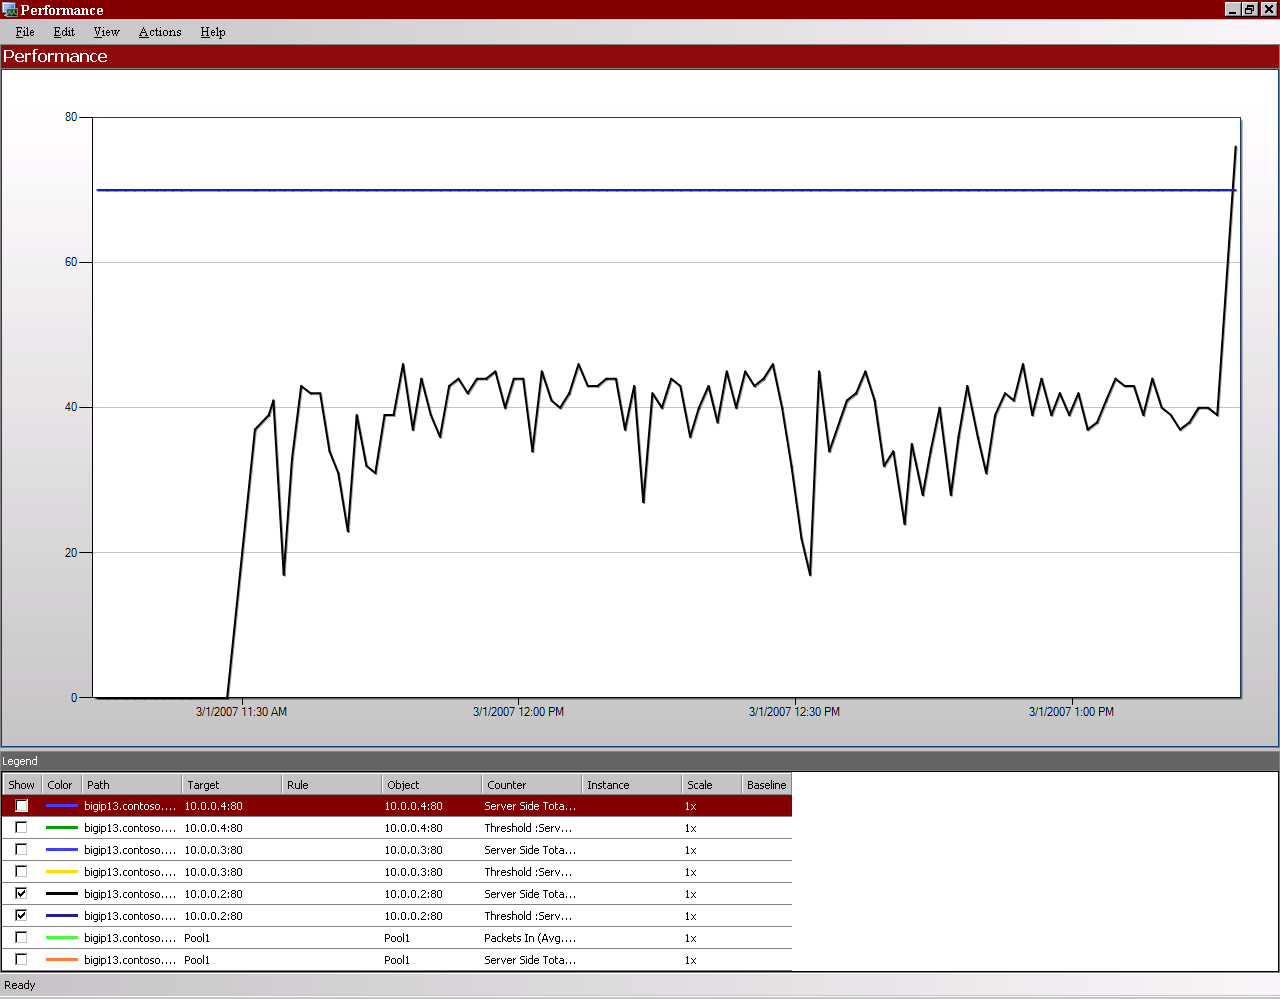 Performance
File Edit View Actions Help
Performance
80
60
40
20
0
3/1/2007 11:30 AM 3/1/2007 12:00 PM 3/1/2007 12:30 PM 3/1/2007 1:00 PM
Legend
Show Color Path Target Rule Object Counter Instance Scale Baseline
bigip13.contoso.... 10.0.0.4:80 10.0.0.4:80 Server Side Tota... 1x
bigip13.contoso.... 10.0.0.4:80 10.0.0.4:80 Threshold :Serv... 1x
bigip13.contoso.... 10.0.0.3:80 10.0.0.3:80 Server Side Tota... 1x
bigip13.contoso.... 10.0.0.3:80 10.0.0.3:80 Threshold :Serv... 1x
bigip13.contoso.... 10.0.0.2:80 10.0.0.2:80 Server Side Tota... 1x
bigip13.contoso.... 10.0.0.2:80 10.0.0.2:80 Threshold :Serv... 1x
bigip13.contoso.... Pool1 Pool1 Packets In (Avg.... 1x
bigip13.contoso.... Pool1 Pool1 Server Side Tota... 1x
Ready